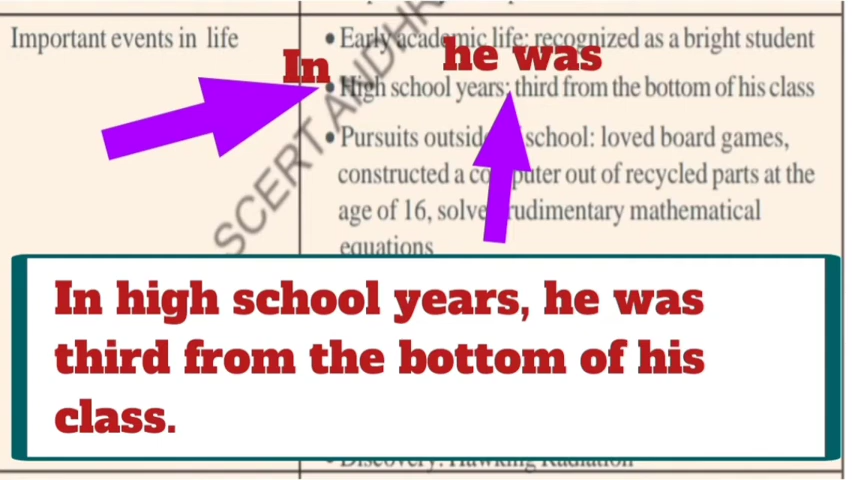 Important events in life
• Early academic life: recognized as a bright student
In
he was
• High school years: third from the bottom of his class
• Pursuits outside school: loved board games,
constructed a computer out of recycled parts at the
age of 16, solve rudimentary mathematical
equations
In high school years, he was
third from the bottom of his
class.
Discovery: Hawking Radiation
SCERT ANDHR